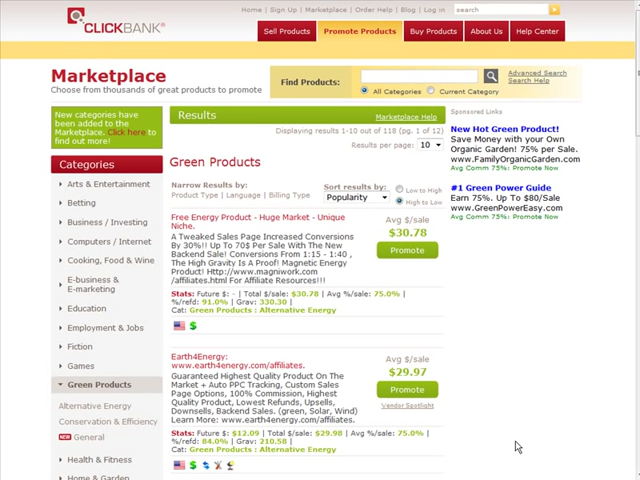 Home | Sign Up | Marketplace | Order Help | Blog | Log in
search
CLICKBANK®
Sell Products
Promote Products
Buy Products
About Us
Help Center
Marketplace
Choose from thousands of great products to promote
Find Products:
All Categories
Current Category
Advanced Search
Search Help
New categories have
been added to the
Marketplace. Click here to
find out more!
Categories
Arts & Entertainment
Betting
Business / Investing
Computers / Internet
Cooking, Food & Wine
E-business &
E-marketing
Education
Employment & Jobs
Fiction
Games
Green Products
Alternative Energy
Conservation & Efficiency
NEW General
Health & Fitness
Home & Garden
Results
Marketplace Help
Displaying results 1-10 out of 118 (pg. 1 of 12)
Results per page: 10
Green Products
Narrow Results by:
Product Type | Language | Billing Type
Sort results by:
Popularity
Low to High
High to Low
Free Energy Product - Huge Market - Unique
Niche.
A Tweaked Sales Page Increased Conversions
By 30%!! Up To 70$ Per Sale With The New
Backend Sale! Conversions From 1:15 - 1:40 ,
The High Gravity Is A Proof! Magnetic Energy
Product! Http://www.magniwork.com
/affiliates.html For Affiliate Resources!!!
Avg $/sale
$30.78
Promote
Stats: Future $: - | Total $/sale: $30.78 | Avg %/sale: 75.0% |
%/refd: 91.0% | Grav: 330.30 |
Cat: Green Products : Alternative Energy
$
Earth4Energy:
www.earth4energy.com/affiliates.
Guaranteed Highest Quality Product On The
Market + Auto PPC Tracking, Custom Sales
Page Options, 100% Commission, Highest
Quality Product, Lowest Refunds, Upsells,
Downsells, Backend Sales. (green, Solar, Wind)
Learn More: www.earth4energy.com/affiliates.
Avg $/sale
$29.97
Promote
Vendor Spotlight
Stats: Future $: $12.09 | Total $/sale: $29.98 | Avg %/sale: 75.0% |
%/refd: 84.0% | Grav: 210.58 |
Cat: Green Products : Alternative Energy
$
Sponsored Links
New Hot Green Product!
Save Money with your Own
Organic Garden! 75% per Sale.
www.FamilyOrganicGarden.com
Avg Comm 75%: Promote Now
#1 Green Power Guide
Earn 75%. Up To $80/Sale
www.GreenPowerEasy.com
Avg Comm 75%: Promote Now